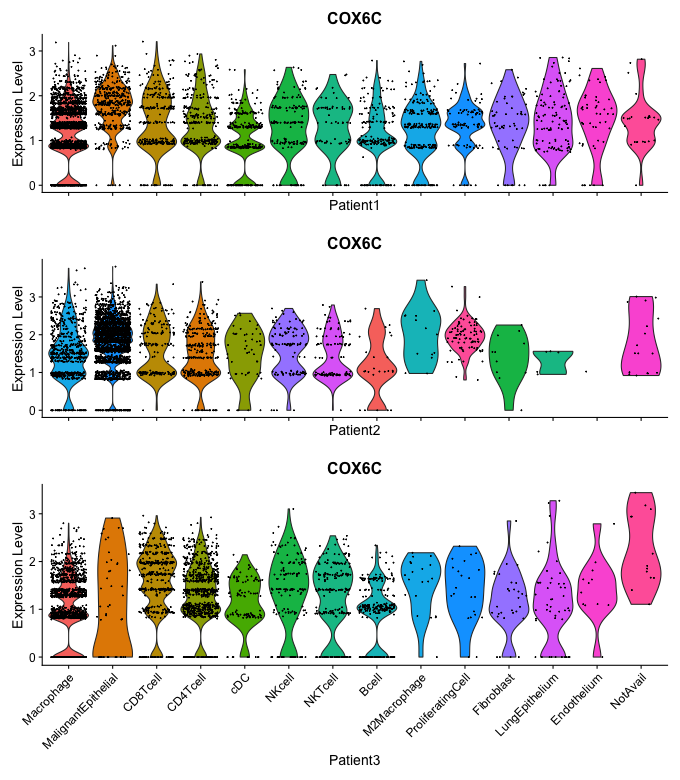 COX6C
Expression Level
3
2
1
0
Patient1
COX6C
Expression Level
3
2
1
0
Patient2
COX6C
Expression Level
3
2
1
0
Macrophage
MalignantEpithelial
CD8Tcell
CD4Tcell
cDC
NKcell
NKTcell
Bcell
M2Macrophage
ProliferatingCell
Fibroblast
LungEpithelium
Endothelium
NotAvail
Patient3